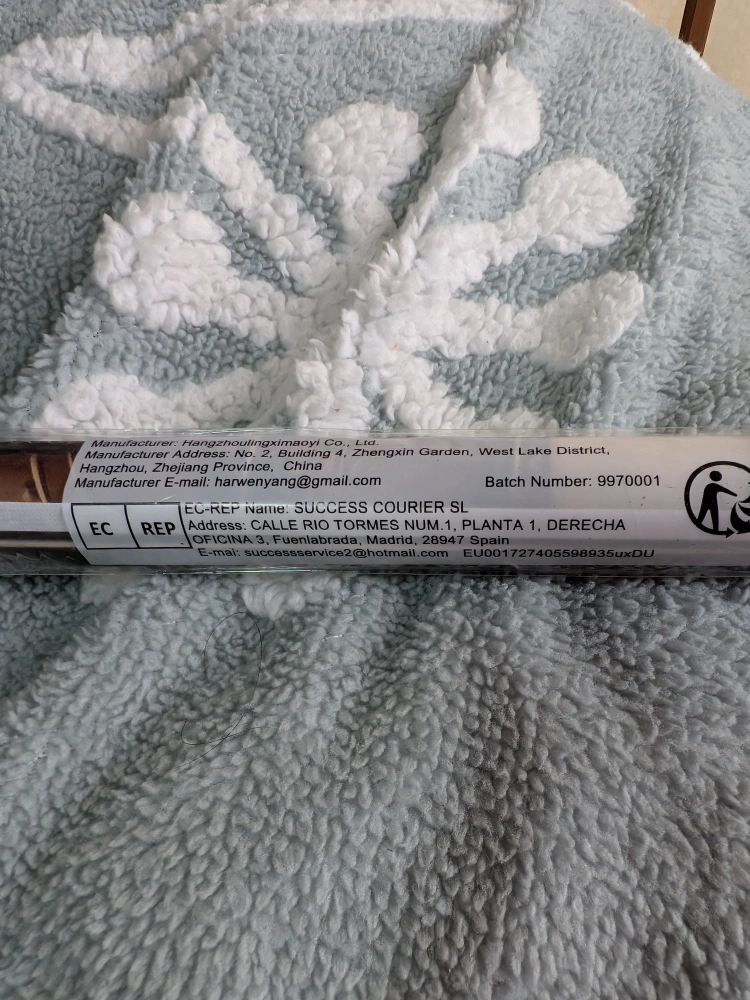 Manufacturer: Hangzhoulingximaoyi Co., Ltd.
Manufacturer Address: No. 2, Building 4, Zhengxin Garden, West Lake District,
Hangzhou, Zhejiang Province, China
Manufacturer E-mail: harwenyang@gmail.com Batch Number: 9970001
EC REP
EC-REP Name: SUCCESS COURIER SL
Address: CALLE RIO TORMES NUM.1, PLANTA 1, DERECHA
OFICINA 3, Fuenlabrada, Madrid, 28947 Spain
E-mai: successservice2@hotmail.com EU001727405598935uxDU